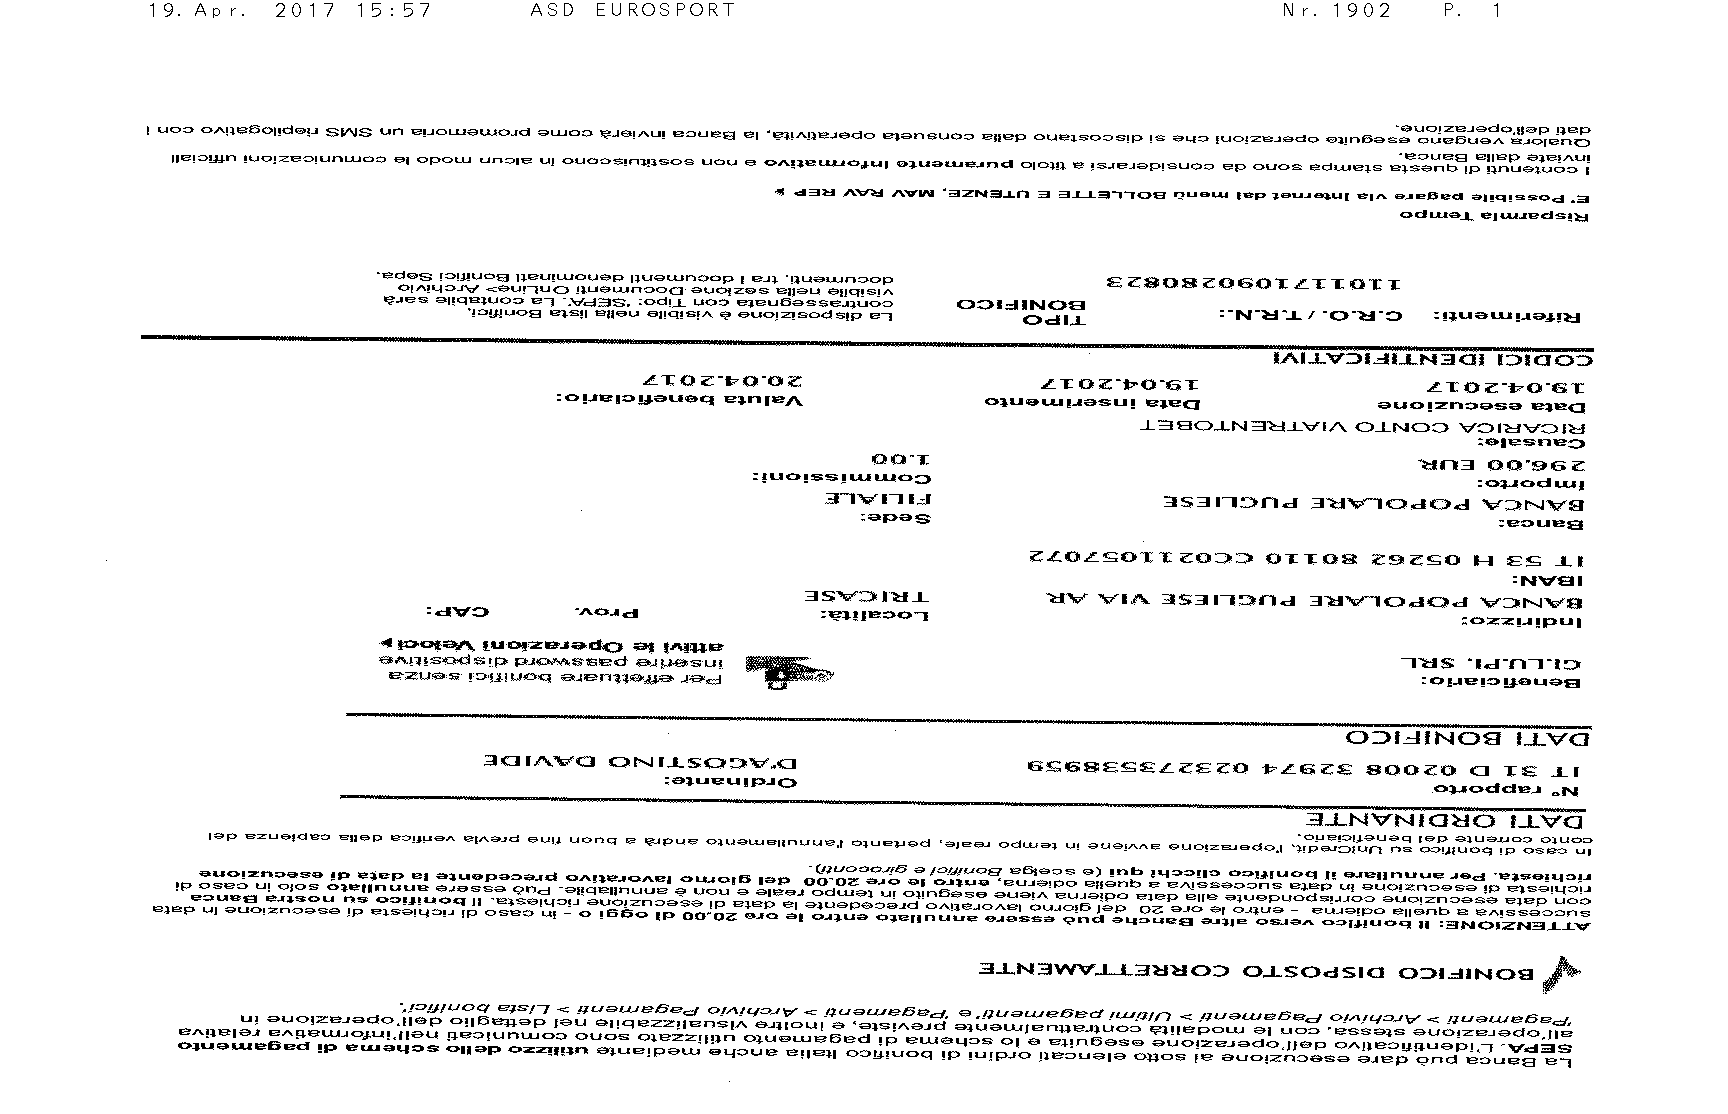 19. Apr. 2017 15:57 ASD EUROSPORT Nr. 1902 P. 1
La Banca può dare esecuzione ai sotto elencati ordini di bonifico Italia anche mediante utilizzo dello schema di pagamento
SEPA. L'identificativo dell'operazione eseguita e lo schema di pagamento utilizzato sono comunicati nell'informativa relativa
all'operazione stessa, con le modalità contrattualmente previste, e inoltre visualizzabile nel dettaglio dell'operazione in
'Pagamenti > Archivio Pagamenti > Ultimi pagamenti' e 'Pagamenti > Archivio Pagamenti > Lista bonifici'.
BONIFICO DISPOSTO CORRETTAMENTE
ATTENZIONE: Il bonifico verso altre Banche può essere annullato entro le ore 20.00 di oggi o - in caso di richiesta di esecuzione in data
successiva a quella odierna - entro le ore 20 del giorno lavorativo precedente la data di esecuzione richiesta. Il bonifico su nostra Banca
con data esecuzione corrispondente alla data odierna viene eseguito in tempo reale e non è annullabile. Può essere annullato solo in caso di
richiesta di esecuzione in data successiva a quella odierna, entro le ore 20.00 del giorno lavorativo precedente la data di esecuzione
richiesta. Per annullare il bonifico clicchi qui (e scelga Bonifici e giroconti).
In caso di bonifico su UniCredit, l'operazione avviene in tempo reale, pertanto l'annullamento andrà a buon fine previa verifica della capienza del
conto corrente del beneficiario.
DATI ORDINANTE
N° rapporto Ordinante:
IT 31 D 02008 32974 023273538959 D'AGOSTINO DAVIDE
DATI BONIFICO
Beneficiario: Per effettuare bonifici senza
GI.LU.PI. SRL inserire password dispositive
attivi le Operazioni Veloci
Indirizzo: Località: Prov. CAP:
BANCA POPOLARE PUGLIESE VIA AR TRICASE
IBAN:
IT 53 H 05262 80110 CC0211057072
Banca: Sede:
BANCA POPOLARE PUGLIESE FILIALE
Importo: Commissioni:
296.00 EUR 1.00
Causale:
RICARICA CONTO VIATRENTOBET
Data esecuzione Data inserimento Valuta beneficiario:
19.04.2017 19.04.2017 20.04.2017
CODICI IDENTIFICATIVI
Riferimenti: C.R.O. / T.R.N.: TIPO BONIFICO
1101171090280823
La disposizione è visibile nella lista Bonifici,
contrassegnata con Tipo: 'SEPA'. La contabile sarà
visibile nella sezione Documenti OnLine> Archivio
documenti, tra i documenti denominati Bonifici Sepa.
Risparmia Tempo
E' Possibile pagare via Internet dal menù BOLLETTE E UTENZE, MAV RAV REP
I contenuti di questa stampa sono da considerarsi a titolo puramente informativo e non sostituiscono in alcun modo le comunicazioni ufficiali
inviate dalla Banca.
Qualora vengano eseguite operazioni che si discostano dalla consueta operatività, la Banca invierà come promemoria un SMS riepilogativo con i
dati dell'operazione.